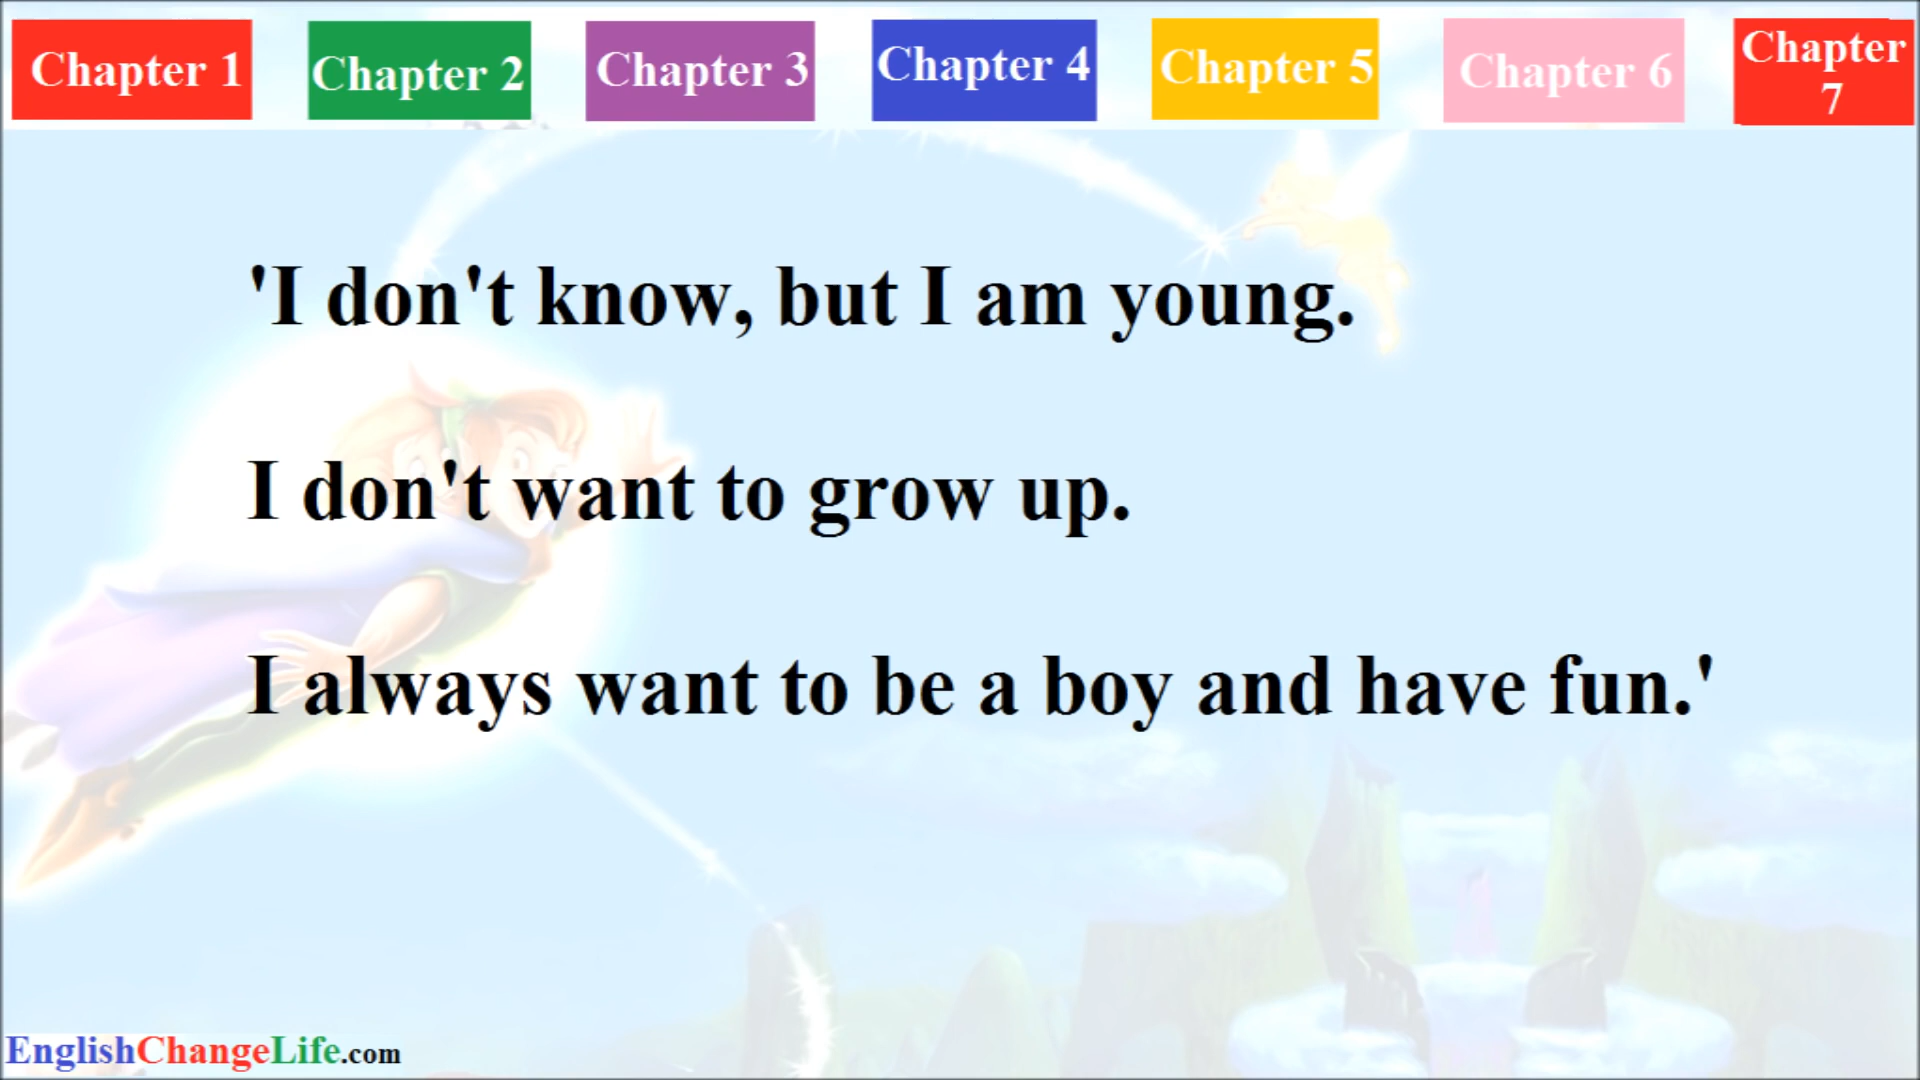 Chapter 1
Chapter 2
Chapter 3
Chapter 4
Chapter 5
Chapter 6
Chapter
7
'I don't know, but I am young.
I don't want to grow up.
I always want to be a boy and have fun.'
EnglishChangeLife.com